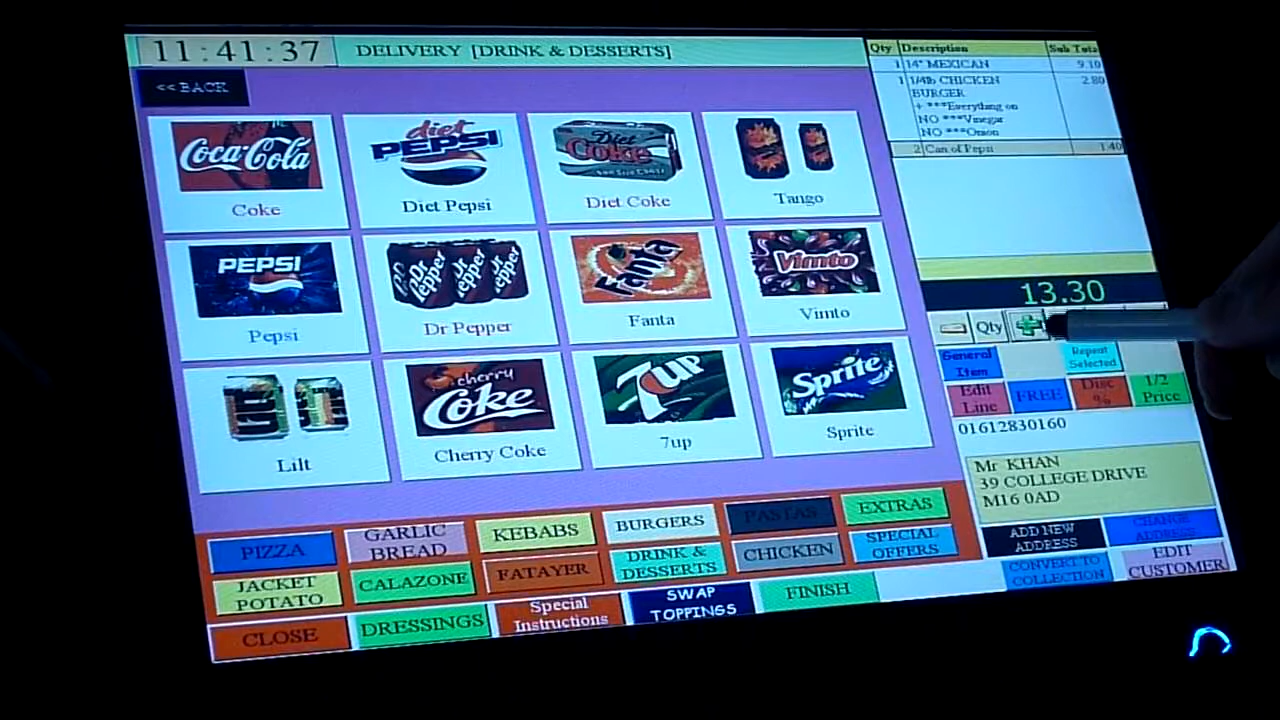 11:41:37
DELIVERY [DRINK & DESSERTS]
<< BACK
Coca-Cola
Coke
diet
PEPSI
Diet Pepsi
Diet
Coke
Diet Coke
Tango
PEPSI
Pepsi
Dr Pepper
Dr Pepper
Dr Pepper
Dr Pepper
Fanta
Fanta
Vimto
Vimto
Lilt
cherry
Coke
Cherry Coke
7UP
7up
Sprite
Sprite
Qty Description Sub Tota
1 14" MEXICAN 9.10
1 1/4lb CHICKEN 2.80
BURGER
+ ***Everything on
NO ***Vinegar
NO ***Onion
2 Can of Pepsi 1.40
13.30
Qty
General
Item
Repeat
Selected
Edit
Line
FREE
Disc
%
1/2
Price
01612830160
Mr KHAN
39 COLLEGE DRIVE
M16 0AD
ADD NEW
ADDRESS
CHANGE
ADDRESS
CONVERT TO
COLLECTION
EDIT
CUSTOMER
PIZZA
GARLIC
BREAD
KEBABS
BURGERS
PASTAS
EXTRAS
JACKET
POTATO
CALAZONE
FATAYER
DRINK &
DESSERTS
CHICKEN
SPECIAL
OFFERS
CLOSE
DRESSINGS
Special
Instructions
SWAP
TOPPINGS
FINISH